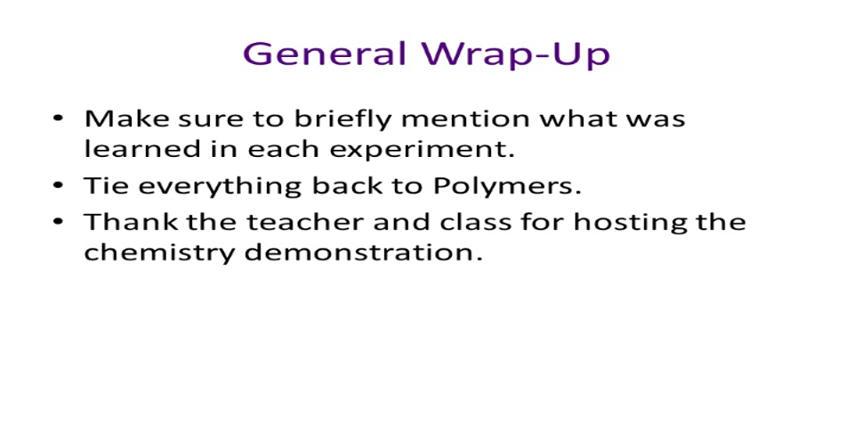 General Wrap-Up
• Make sure to briefly mention what was
learned in each experiment.
• Tie everything back to Polymers.
• Thank the teacher and class for hosting the
chemistry demonstration.